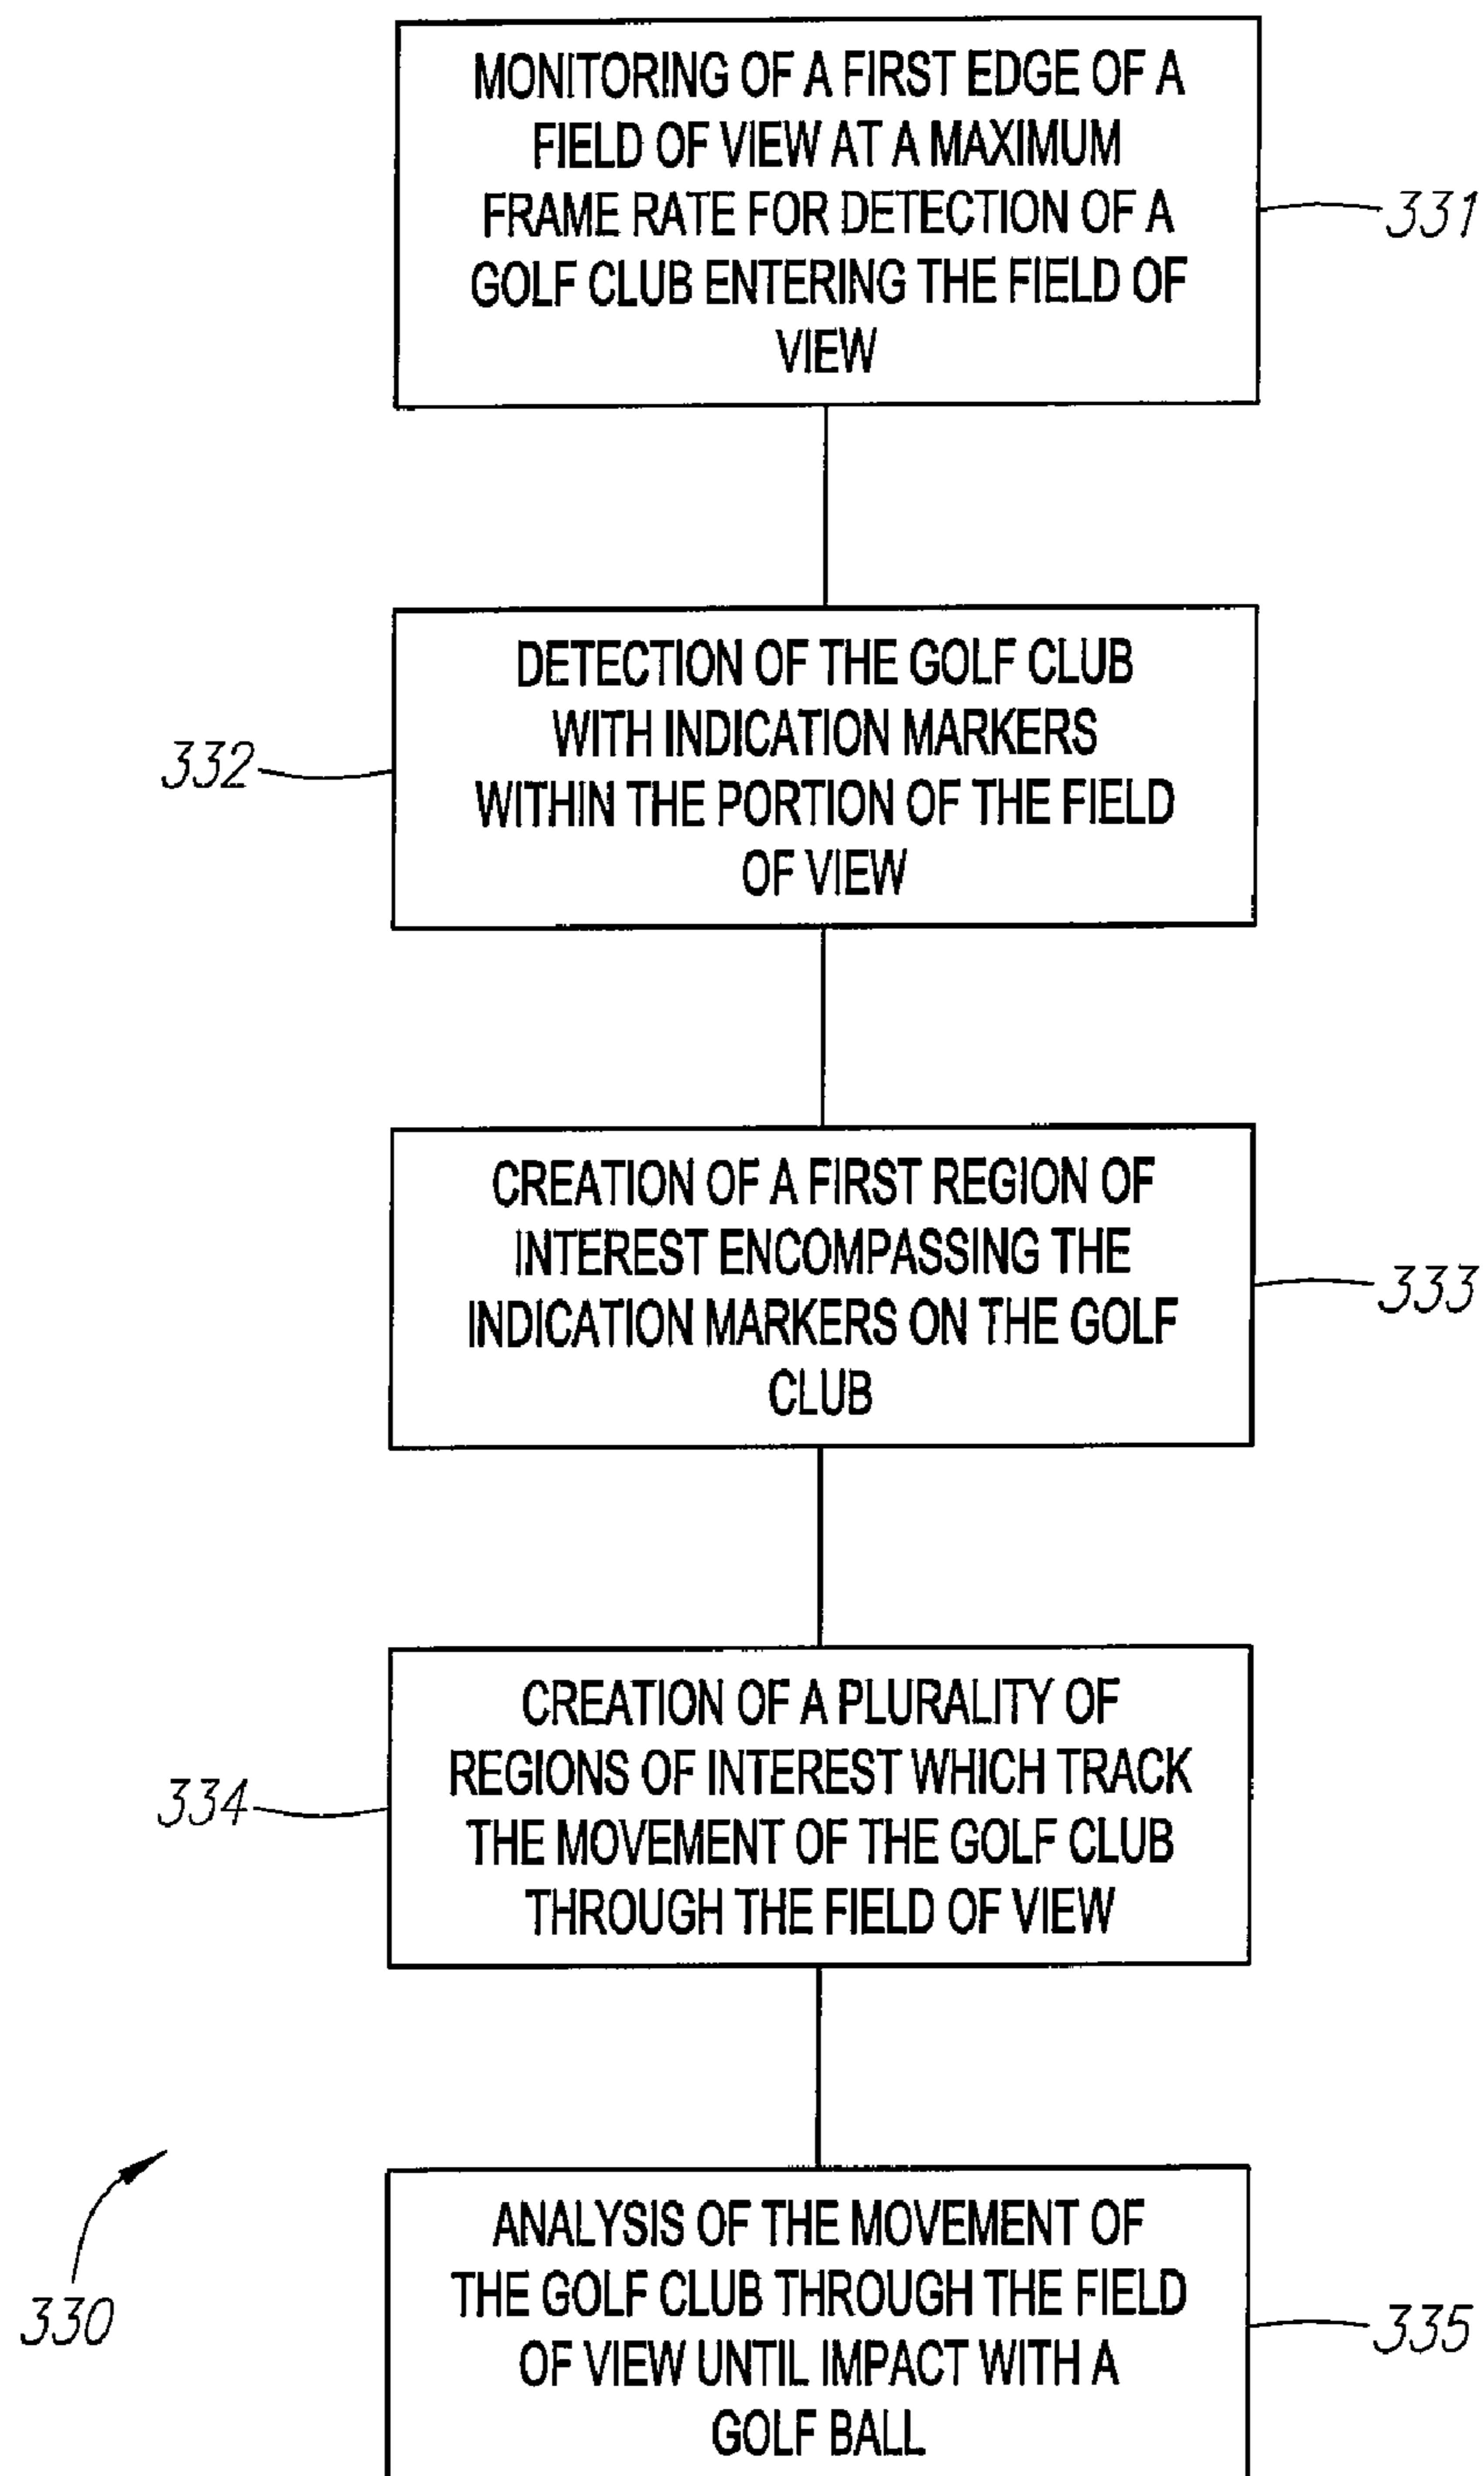 MONITORING OF A FIRST EDGE OF A
FIELD OF VIEW AT A MAXIMUM
FRAME RATE FOR DETECTION OF A
GOLF CLUB ENTERING THE FIELD OF
VIEW
331
DETECTION OF THE GOLF CLUB
WITH INDICATION MARKERS
WITHIN THE PORTION OF THE FIELD
OF VIEW
332
CREATION OF A FIRST REGION OF
INTEREST ENCOMPASSING THE
INDICATION MARKERS ON THE GOLF
CLUB
333
CREATION OF A PLURALITY OF
REGIONS OF INTEREST WHICH TRACK
THE MOVEMENT OF THE GOLF CLUB
THROUGH THE FIELD OF VIEW
334
ANALYSIS OF THE MOVEMENT OF
THE GOLF CLUB THROUGH THE FIELD
OF VIEW UNTIL IMPACT WITH A
GOLF BALL
335
330